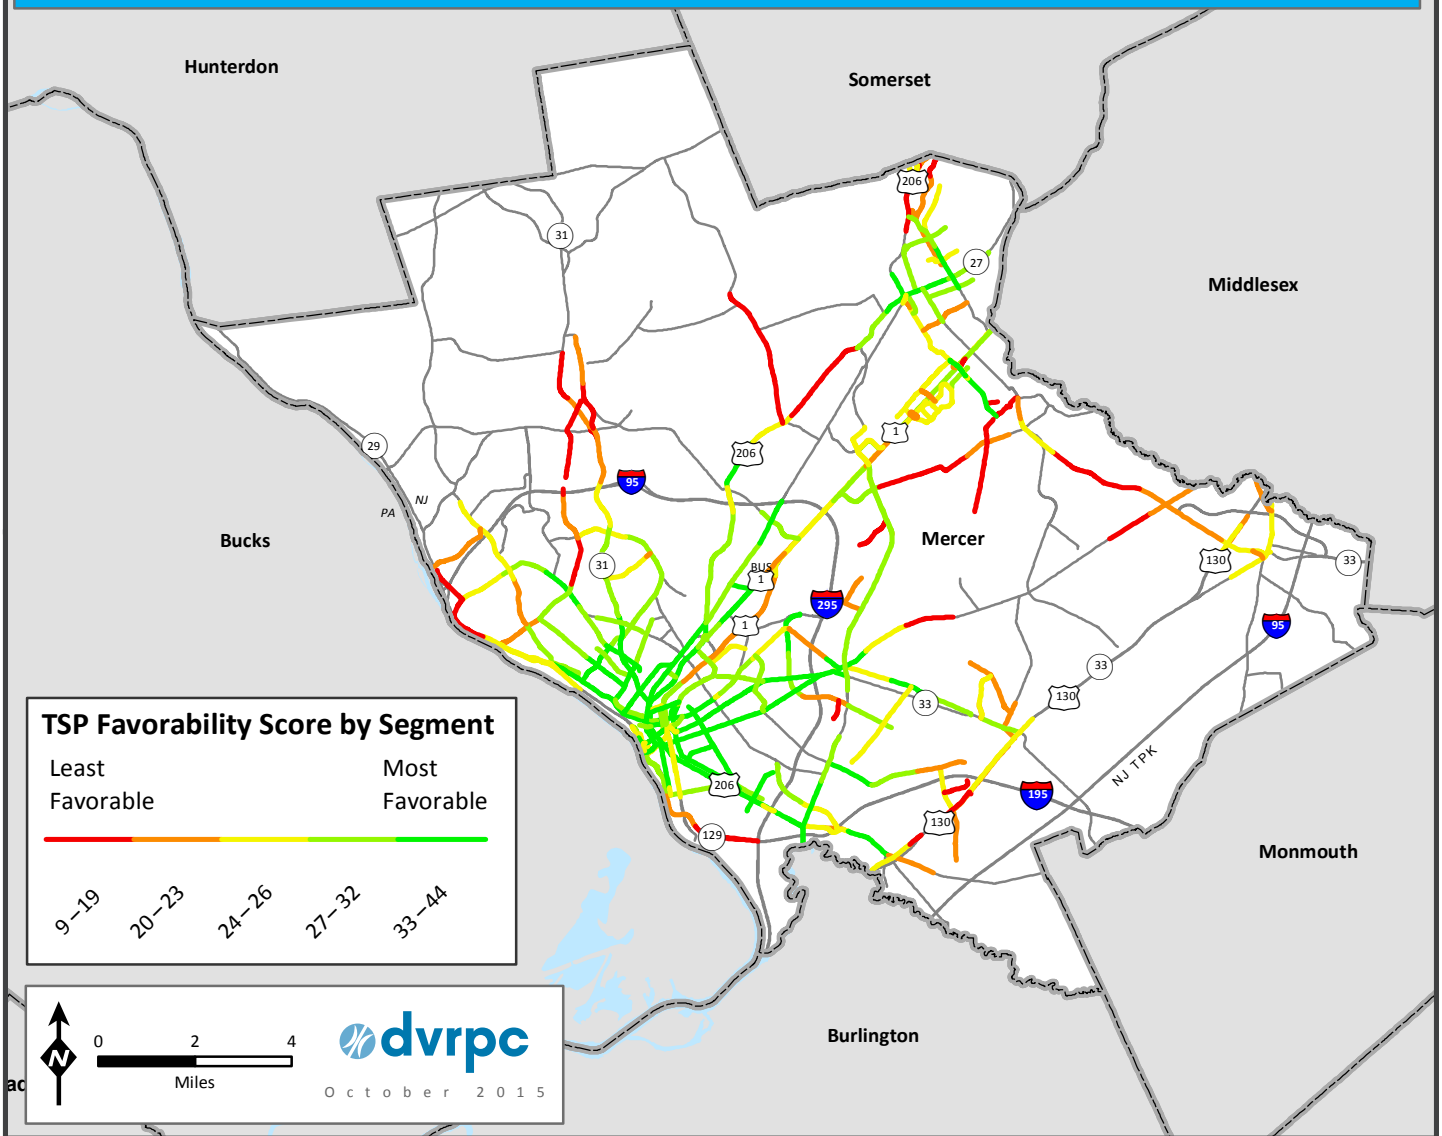 Hunterdon
Somerset
206
31
27
Middlesex
29
1
206
95
NJ
PA
Bucks
Mercer
31
BUS
1
130
33
295
1
95
33
130
33
TSP Favorability Score by Segment
Least
Favorable
Most
Favorable
9–19
20–23
24–26
27–32
33–44
NJ TPK
206
195
129
130
Monmouth
Burlington
N
0 2 4
Miles
dvrpc
October 2015